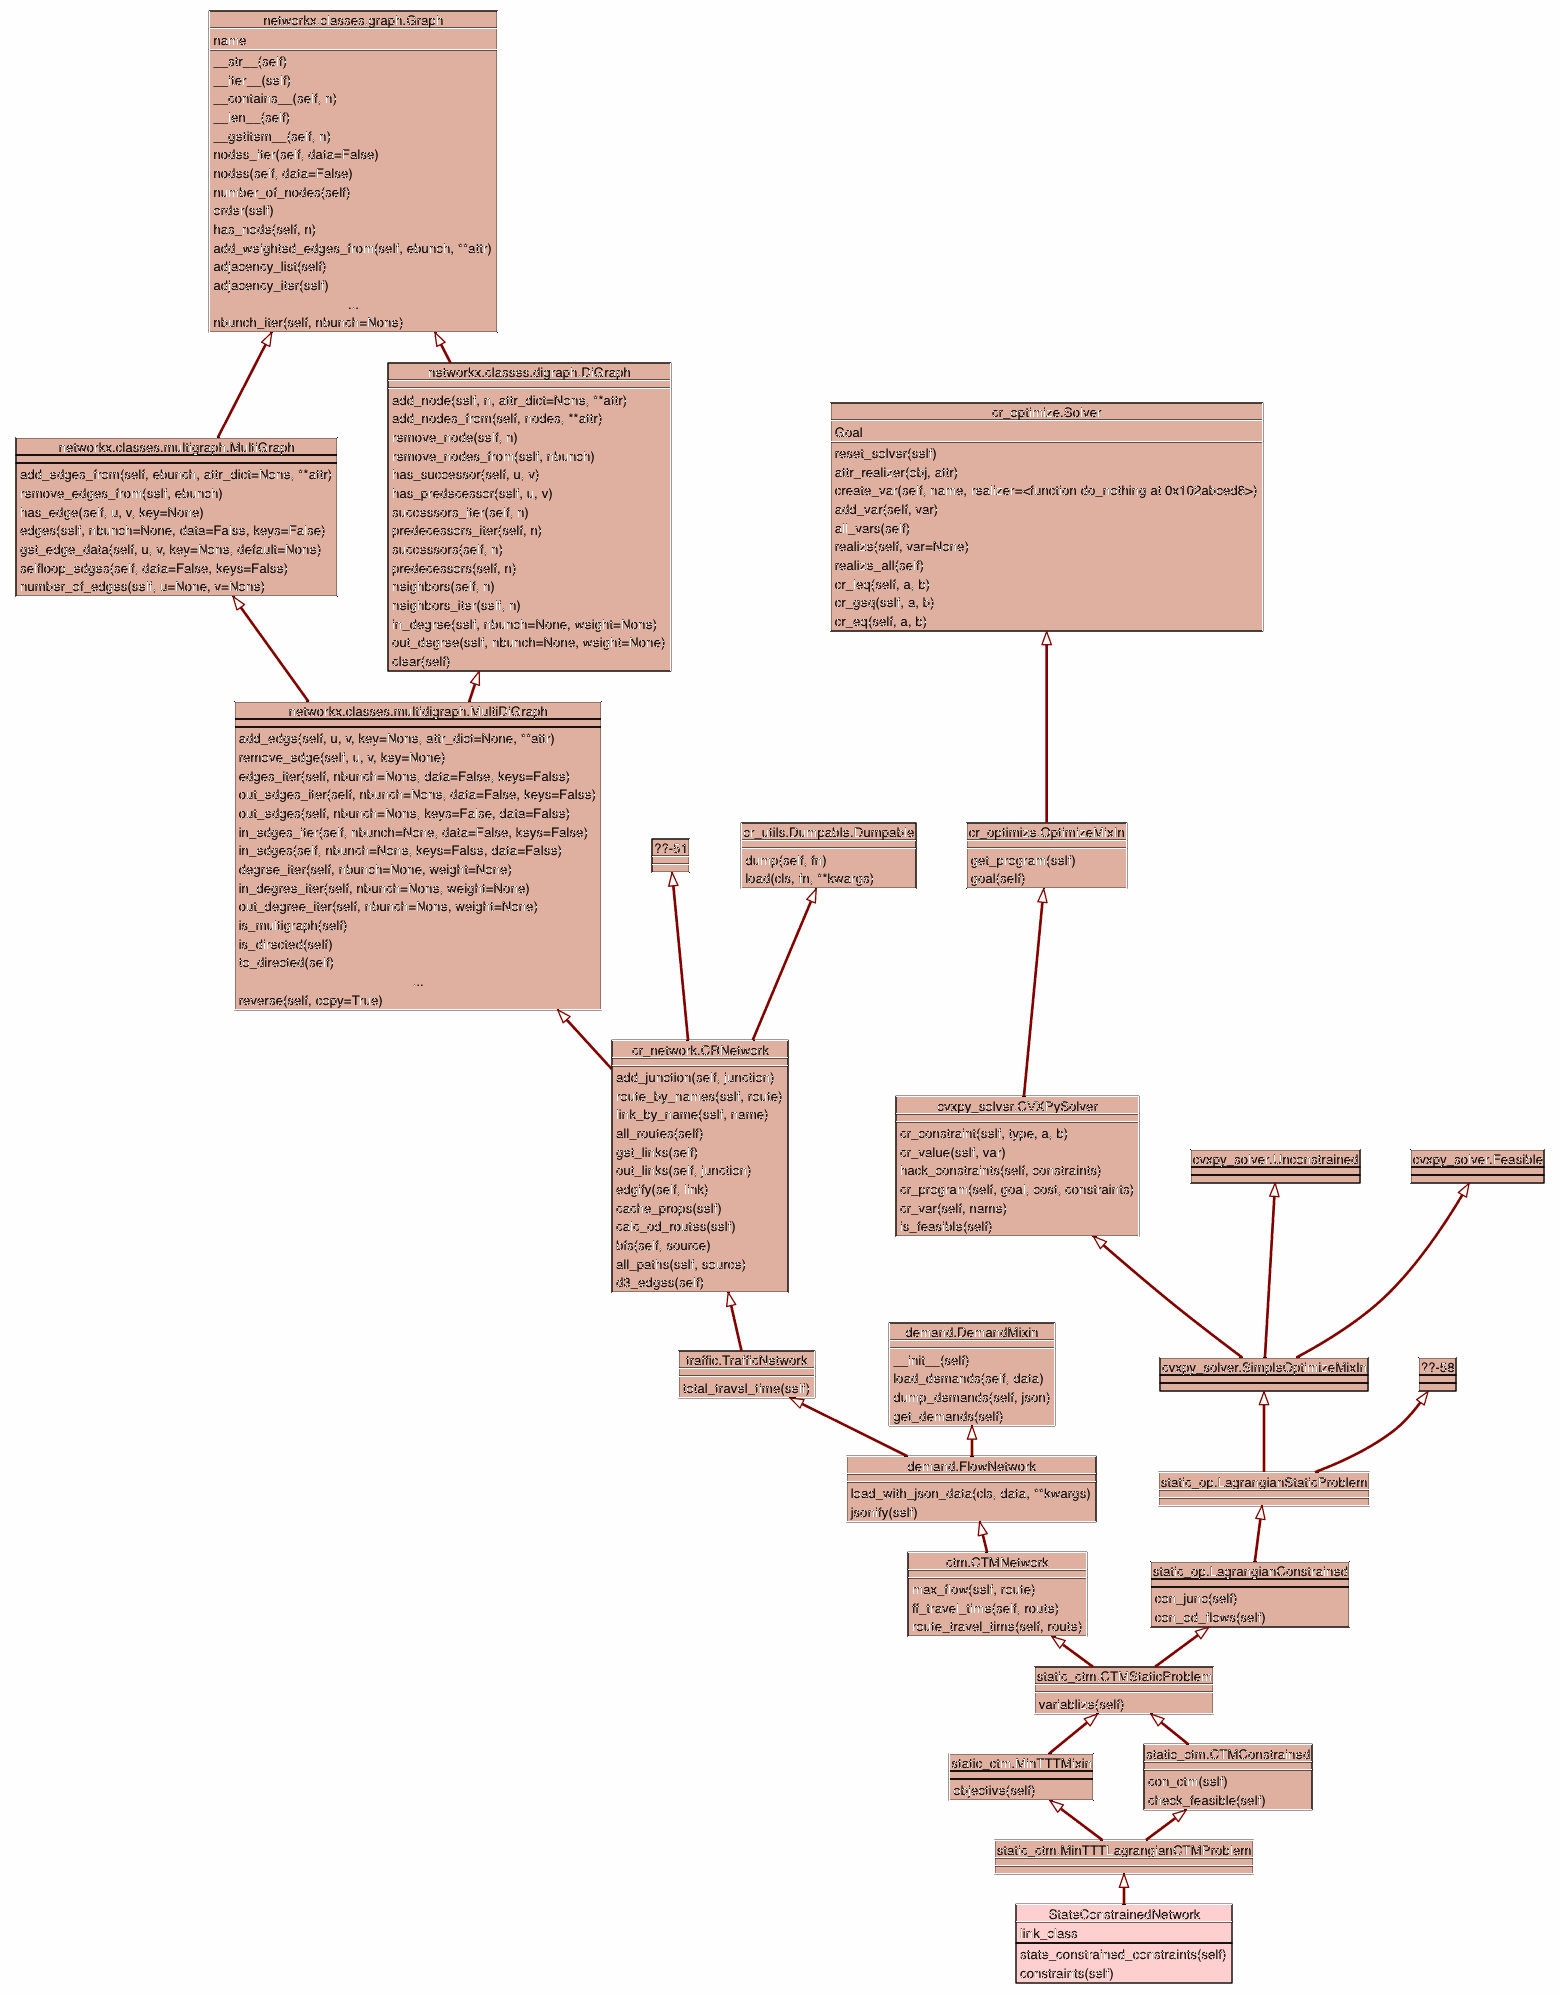 networkx.classes.graph.Graph
name
__str__(self)
__iter__(self)
__contains__(self, n)
__len__(self)
__getitem__(self, n)
nodes_iter(self, data=False)
nodes(self, data=False)
number_of_nodes(self)
order(self)
has_node(self, n)
add_weighted_edges_from(self, ebunch, **attr)
adjacency_list(self)
adjacency_iter(self)
...
nbunch_iter(self, nbunch=None)
networkx.classes.digraph.DiGraph
add_node(self, n, attr_dict=None, **attr)
add_nodes_from(self, nodes, **attr)
remove_node(self, n)
remove_nodes_from(self, nbunch)
has_successor(self, u, v)
has_predecessor(self, u, v)
successors_iter(self, n)
predecessors_iter(self, n)
successors(self, n)
predecessors(self, n)
neighbors(self, n)
neighbors_iter(self, n)
in_degree(self, nbunch=None, weight=None)
out_degree(self, nbunch=None, weight=None)
clear(self)
cr_optimize.Solver
Goal
reset_solver(self)
attr_realizer(obj, attr)
create_var(self, name, realizer=<function do_nothing at 0x102abced8>)
add_var(self, var)
all_vars(self)
realize(self, var=None)
realize_all(self)
cr_leq(self, a, b)
cr_geq(self, a, b)
cr_eq(self, a, b)
networkx.classes.multigraph.MultiGraph
add_edges_from(self, ebunch, attr_dict=None, **attr)
remove_edges_from(self, ebunch)
has_edge(self, u, v, key=None)
edges(self, nbunch=None, data=False, keys=False)
get_edge_data(self, u, v, key=None, default=None)
selfloop_edges(self, data=False, keys=False)
number_of_edges(self, u=None, v=None)
networkx.classes.multidigraph.MultiDiGraph
add_edge(self, u, v, key=None, attr_dict=None, **attr)
remove_edge(self, u, v, key=None)
edges_iter(self, nbunch=None, data=False, keys=False)
out_edges_iter(self, nbunch=None, data=False, keys=False)
out_edges(self, nbunch=None, keys=False, data=False)
in_edges_iter(self, nbunch=None, data=False, keys=False)
in_edges(self, nbunch=None, keys=False, data=False)
degree_iter(self, nbunch=None, weight=None)
in_degree_iter(self, nbunch=None, weight=None)
out_degree_iter(self, nbunch=None, weight=None)
is_multigraph(self)
is_directed(self)
to_directed(self)
...
reverse(self, copy=True)
??-51
cr_utils.Dumpable.Dumpable
dump(self, fn)
load(cls, fn, **kwargs)
cr_optimize.OptimizeMixin
get_program(self)
goal(self)
cr_network.CRNetwork
add_junction(self, junction)
route_by_names(self, route)
link_by_name(self, name)
all_routes(self)
get_links(self)
out_links(self, junction)
edgify(self, link)
cache_props(self)
calc_od_routes(self)
bfs(self, source)
all_paths(self, source)
d3_edges(self)
cvxpy_solver.CVXPySolver
cr_constraint(self, type, a, b)
cr_value(self, var)
hack_constraints(self, constraints)
cr_program(self, goal, cost, constraints)
cr_var(self, name)
is_feasible(self)
cvxpy_solver.Unconstrained
cvxpy_solver.Feasible
traffic.TrafficNetwork
total_travel_time(self)
demand.DemandMixin
__init__(self)
load_demands(self, data)
dump_demands(self, json)
get_demands(self)
cvxpy_solver.SimpleOptimizeMixIn
??-58
demand.FlowNetwork
load_with_json_data(cls, data, **kwargs)
jsonify(self)
static_op.LagrangianStaticProblem
ctm.CTMNetwork
max_flow(self, route)
ff_travel_time(self, route)
route_travel_time(self, route)
static_op.LagrangianConstrained
con_junc(self)
con_od_flows(self)
static_ctm.CTMStaticProblem
variablize(self)
static_ctm.MinTTTMixin
objective(self)
static_ctm.CTMConstrained
con_ctm(self)
check_feasible(self)
static_ctm.MinTTTLagrangianCTMProblem
StateConstrainedNetwork
link_class
state_constrained_constraints(self)
constraints(self)